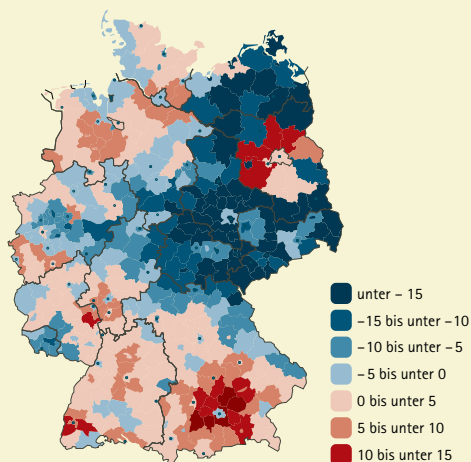 unter – 15
–15 bis unter –10
–10 bis unter –5
–5 bis unter 0
0 bis unter 5
5 bis unter 10
10 bis unter 15